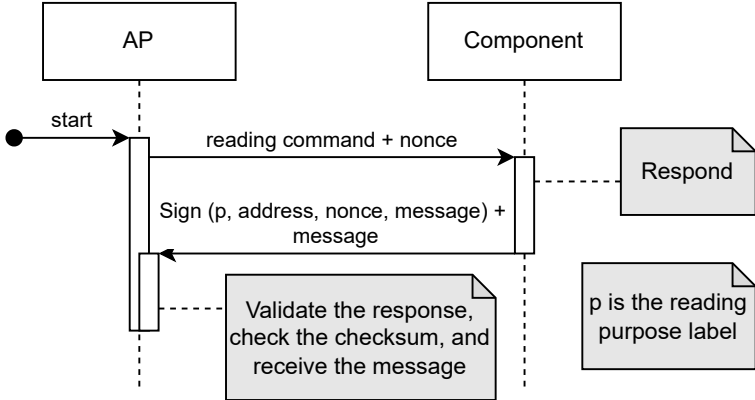 AP
Component
start
reading command + nonce
Respond
Sign (p, address, nonce, message) +
message
Validate the response,
check the checksum, and
receive the message
p is the reading
purpose label